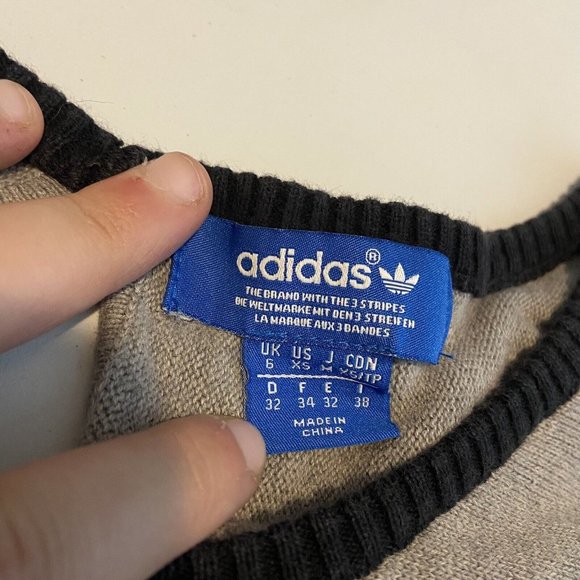 adidas®
THE BRAND WITH THE 3 STRIPES
DIE WELTMARKE MIT DEN 3 STREIFEN
LA MARQUE AUX 3 BANDES
UK US J CDN
6 XS M XS/TP
D F E I
32 34 32 38
MADE IN
CHINA